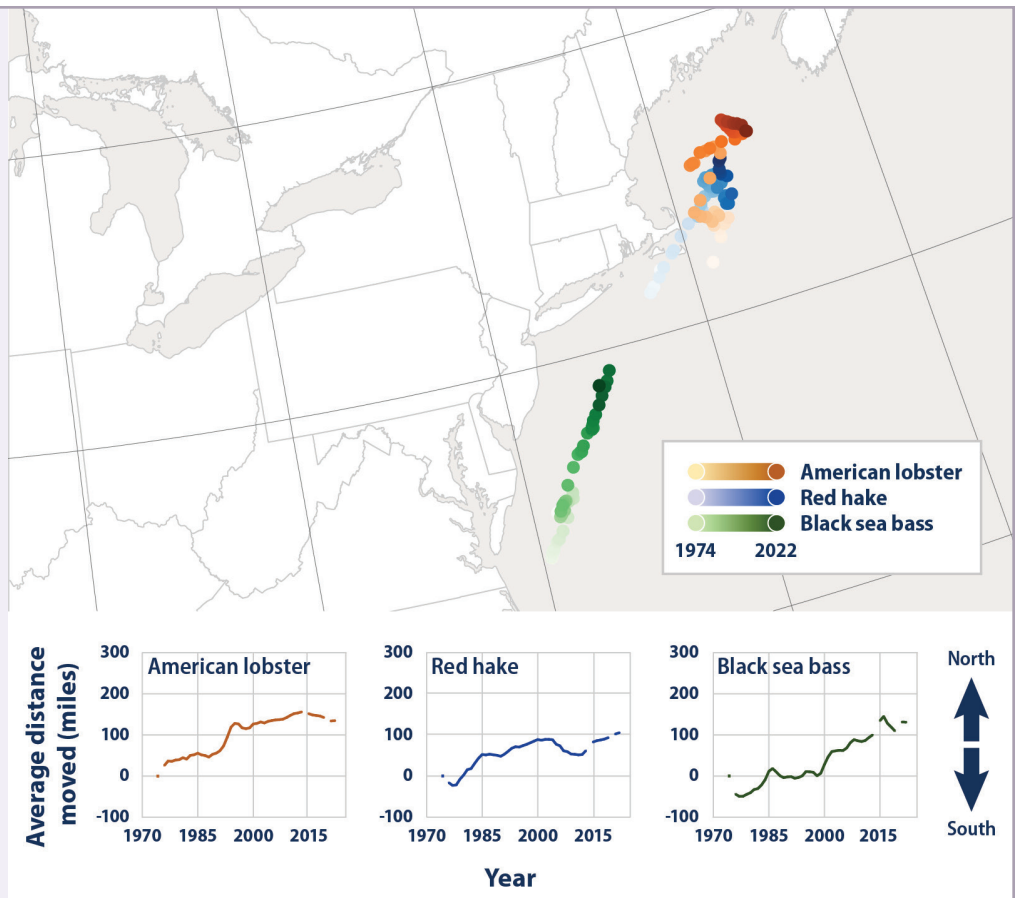 American lobster
Red hake
Black sea bass
1974 2022
Average distance
moved (miles)
300
200
100
0
-100
American lobster
1970 1985 2000 2015
300
200
100
0
-100
Red hake
1970 1985 2000 2015
300
200
100
0
-100
Black sea bass
1970 1985 2000 2015
North
South
Year